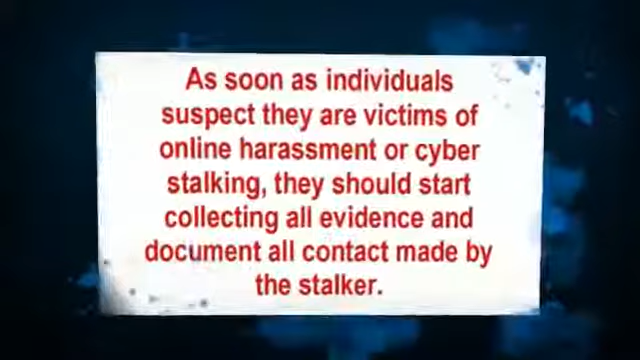 As soon as individuals
suspect they are victims of
online harassment or cyber
stalking, they should start
collecting all evidence and
document all contact made by
the stalker.